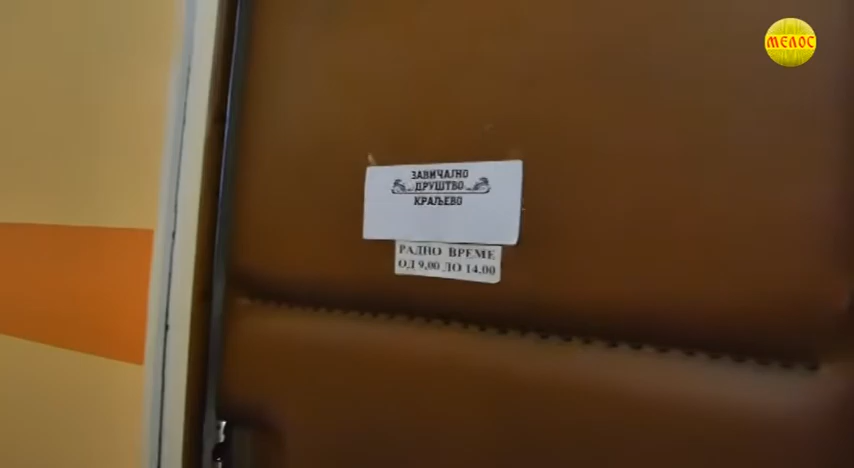 МЕЛОС
ЗАВИЧАЈНО
ДРУШТВО
КРАЉЕВО
РАДНО ВРЕМЕ
ОД 9,00 ДО 14.00